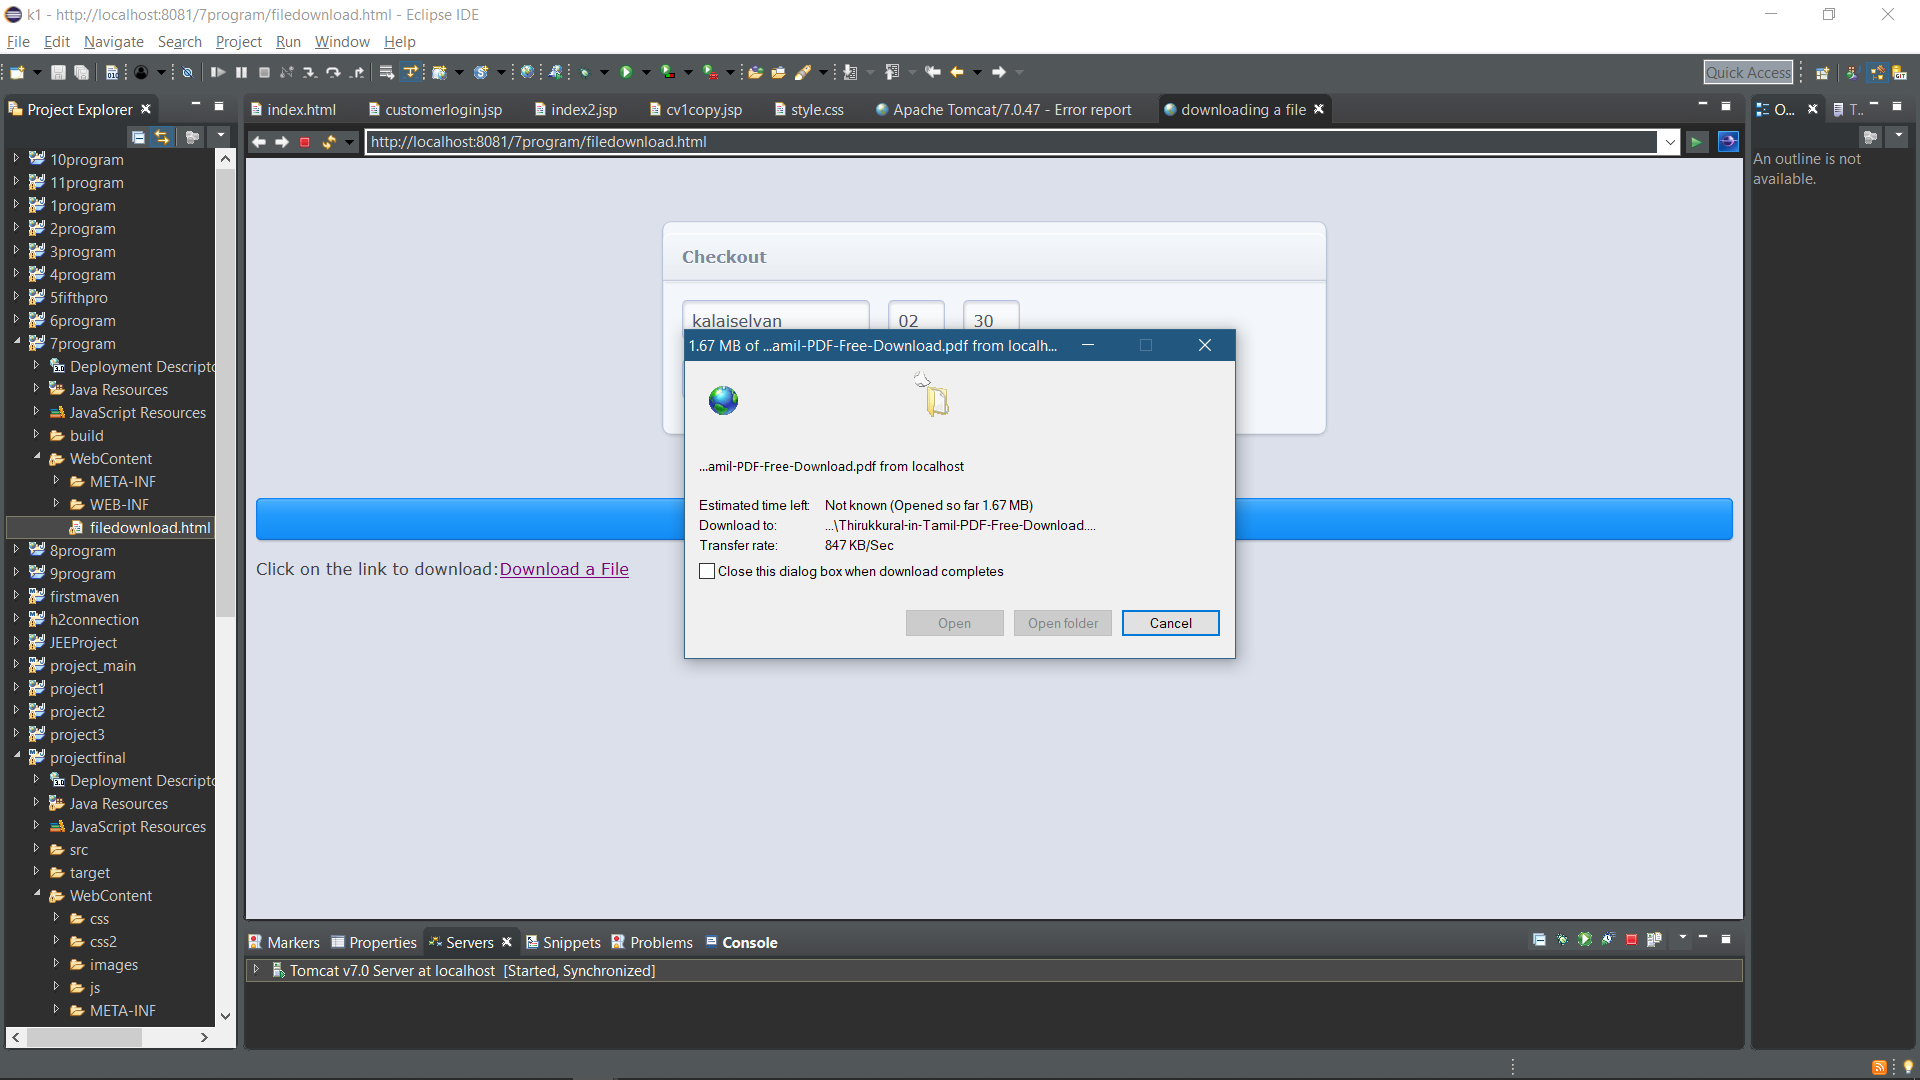 k1 - http://localhost:8081/7program/filedownload.html - Eclipse IDE
File Edit Navigate Search Project Run Window Help
Quick Access
Project Explorer
index.html customerlogin.jsp index2.jsp cv1copy.jsp style.css Apache Tomcat/7.0.47 - Error report downloading a file
O... T..
http://localhost:8081/7program/filedownload.html
An outline is not
available.
10program
11program
1program
2program
3program
4program
5fifthpro
6program
7program
Deployment Descripto
Java Resources
JavaScript Resources
build
WebContent
META-INF
WEB-INF
filedownload.html
8program
9program
firstmaven
h2connection
JEEProject
project_main
project1
project2
project3
projectfinal
Deployment Descripto
Java Resources
JavaScript Resources
src
target
WebContent
css
css2
images
js
META-INF
Checkout
kalaiselvan 02 30
1.67 MB of ...amil-PDF-Free-Download.pdf from localh...
...amil-PDF-Free-Download.pdf from localhost
Estimated time left: Not known (Opened so far 1.67 MB)
Download to: ...\Thirukkural-in-Tamil-PDF-Free-Download....
Transfer rate: 847 KB/Sec
Close this dialog box when download completes
Open Open folder Cancel
Click on the link to download:Download a File
Markers Properties Servers Snippets Problems Console
Tomcat v7.0 Server at localhost [Started, Synchronized]